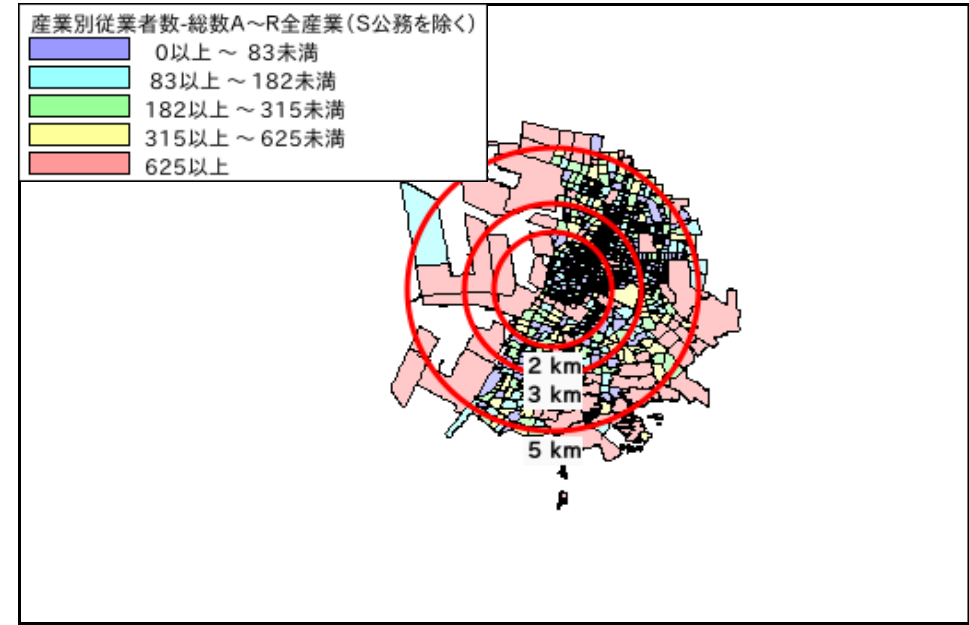 産業別従業者数-総数A～R全産業(S公務を除く)
0以上 ～ 83未満
83以上 ～ 182未満
182以上 ～ 315未満
315以上 ～ 625未満
625以上
2 km
3 km
5 km